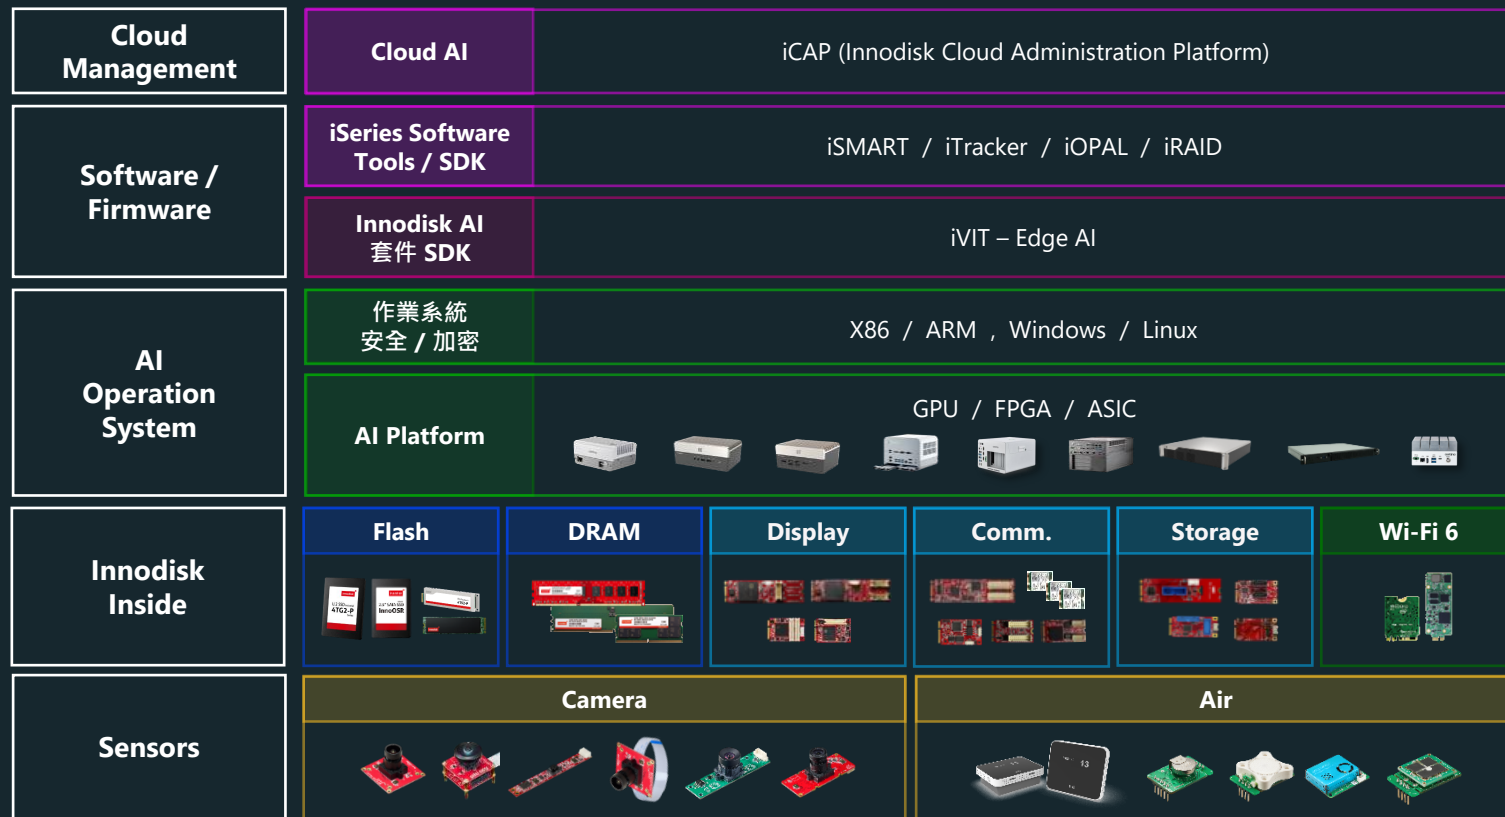 Cloud
Management
Cloud AI
iCAP (Innodisk Cloud Administration Platform)
Software /
Firmware
iSeries Software
Tools / SDK
iSMART / iTracker / iOPAL / iRAID
Innodisk AI
套件 SDK
iVIT – Edge AI
AI
Operation
System
作業系統
安全 / 加密
X86 / ARM , Windows / Linux
AI Platform
GPU / FPGA / ASIC
Innodisk
Inside
Flash
DRAM
Display
Comm.
Storage
Wi-Fi 6
4TG2-P
InnoOSR
Sensors
Camera
Air
13